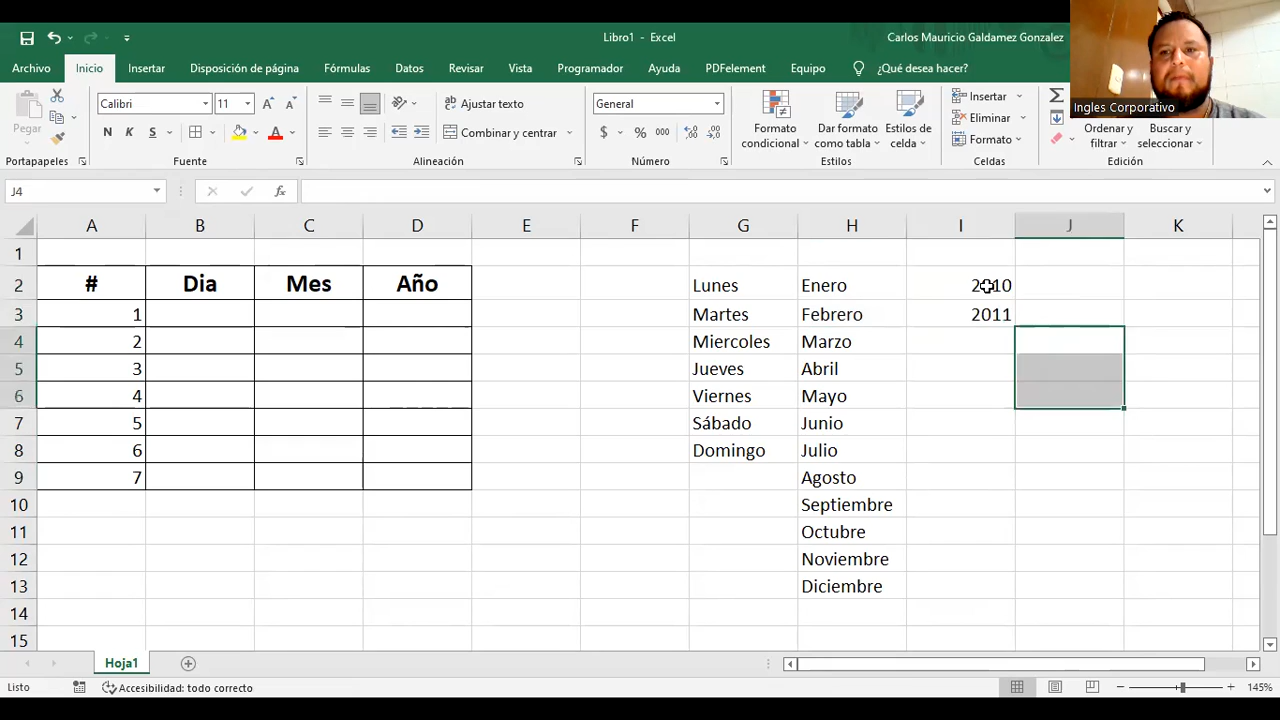 Libro1 - Excel
Carlos Mauricio Galdamez Gonzalez
Ingles Corporativo
Archivo Inicio Insertar Disposición de página Fórmulas Datos Revisar Vista Programador Ayuda PDFelement Equipo ¿Qué desea hacer?
Pegar
Calibri 11
N K S
Ajustar texto
Combinar y centrar
General
$ % 000
Formato condicional
Dar formato como tabla
Estilos de celda
Insertar
Eliminar
Formato
Ordenar y filtrar
Buscar y seleccionar
Portapapeles Fuente Alineación Número Estilos Celdas Edición
J4 fx
A B C D E F G H I J K
1
2 # Dia Mes Año Lunes Enero 2010
3 1 Martes Febrero 2011
4 2 Miercoles Marzo
5 3 Jueves Abril
6 4 Viernes Mayo
7 5 Sábado Junio
8 6 Domingo Julio
9 7 Agosto
10 Septiembre
11 Octubre
12 Noviembre
13 Diciembre
14
15
Hoja1
Listo Accesibilidad: todo correcto 145%